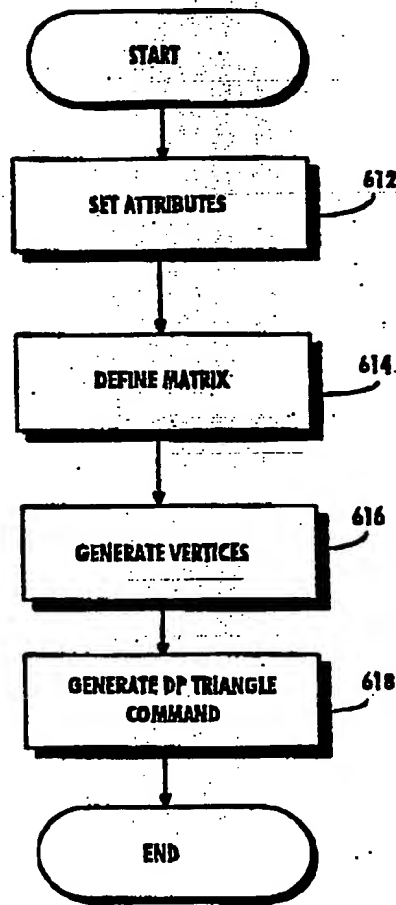 START
SET ATTRIBUTES
612
DEFINE MATRIX
614
GENERATE VERTICES
616
GENERATE DP TRIANGLE
COMMAND
618
END